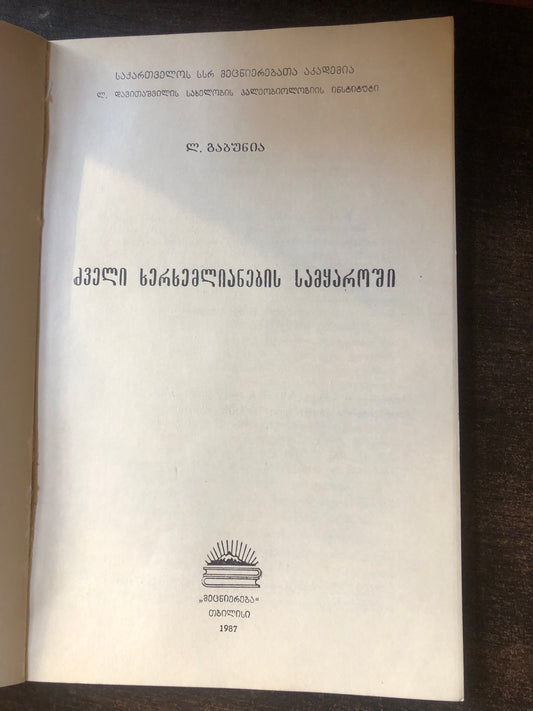 საქართველოს სსრ მეცნიერებათა აკადემია
ლ. დავითაშვილის სახელობის პალეობიოლოგიის ინსტიტუტი
ლ. გაბუნია
ძველი ხერხემლიანების სამყაროში
„მეცნიერება“
თბილისი
1987